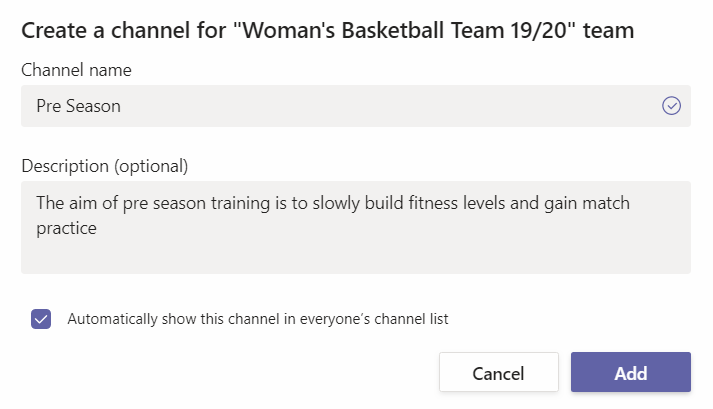 Create a channel for "Woman's Basketball Team 19/20" team
Channel name
Pre Season
Description (optional)
The aim of pre season training is to slowly build fitness levels and gain match
practice
Automatically show this channel in everyone's channel list
Cancel Add